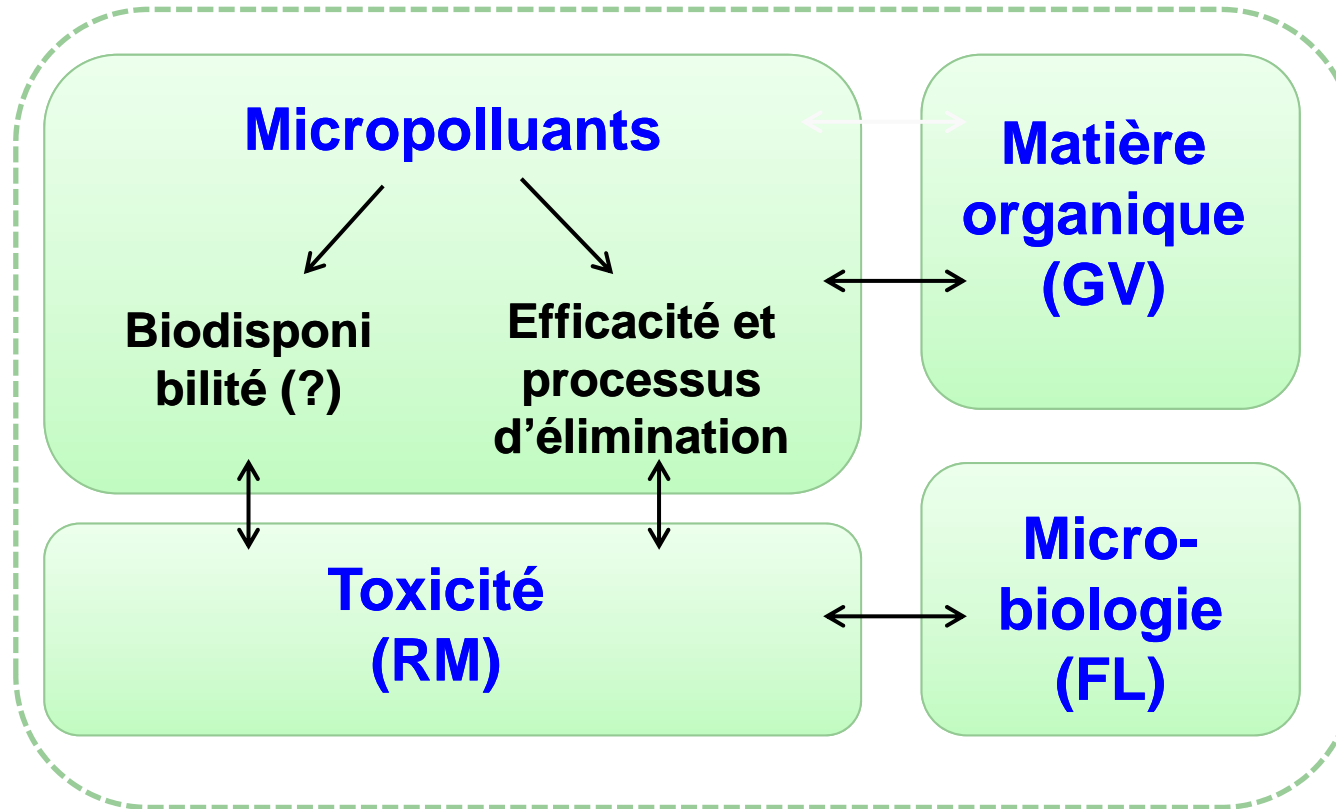 Micropolluants
Biodisponi
bilité (?)
Efficacité et
processus
d’élimination
Matière
organique
(GV)
Toxicité
(RM)
Micro-
biologie
(FL)